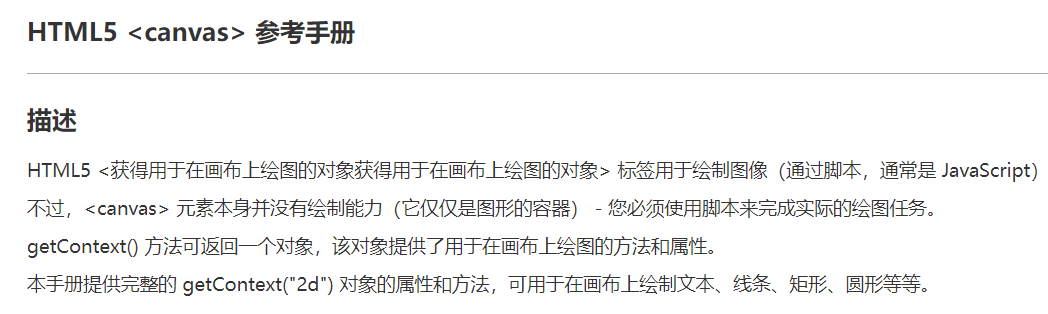 HTML5 <canvas> 参考手册
描述
HTML5 <获得用于在画布上绘图的对象获得用于在画布上绘图的对象> 标签用于绘制图像（通过脚本，通常是 JavaScript）
不过，<canvas> 元素本身并没有绘制能力（它仅仅是图形的容器） - 您必须使用脚本来完成实际的绘图任务。
getContext() 方法可返回一个对象，该对象提供了用于在画布上绘图的方法和属性。
本手册提供完整的 getContext("2d") 对象的属性和方法，可用于在画布上绘制文本、线条、矩形、圆形等等。